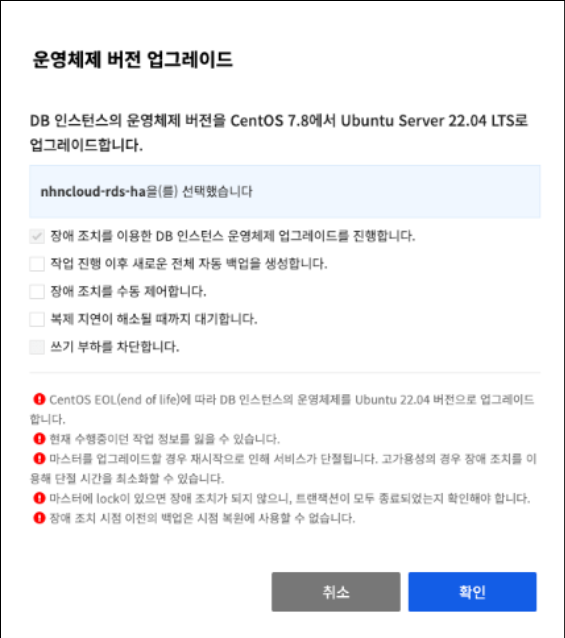 운영체제 버전 업그레이드
DB 인스턴스의 운영체제 버전을 CentOS 7.8에서 Ubuntu Server 22.04 LTS로
업그레이드합니다.
nhncloud-rds-ha을(를) 선택했습니다
장애 조치를 이용한 DB 인스턴스 운영체제 업그레이드를 진행합니다.
작업 진행 이후 새로운 전체 자동 백업을 생성합니다.
장애 조치를 수동 제어합니다.
복제 지연이 해소될 때까지 대기합니다.
쓰기 부하를 차단합니다.
CentOS EOL(end of life)에 따라 DB 인스턴스의 운영체제를 Ubuntu 22.04 버전으로 업그레이드
합니다.
현재 수행중이던 작업 정보를 잃을 수 있습니다.
마스터를 업그레이드할 경우 재시작으로 인해 서비스가 단절됩니다. 고가용성의 경우 장애 조치를 이
용해 단절 시간을 최소화할 수 있습니다.
마스터에 lock이 있으면 장애 조치가 되지 않으니, 트랜잭션이 모두 종료되었는지 확인해야 합니다.
장애 조치 시점 이전의 백업은 시점 복원에 사용할 수 없습니다.
취소
확인